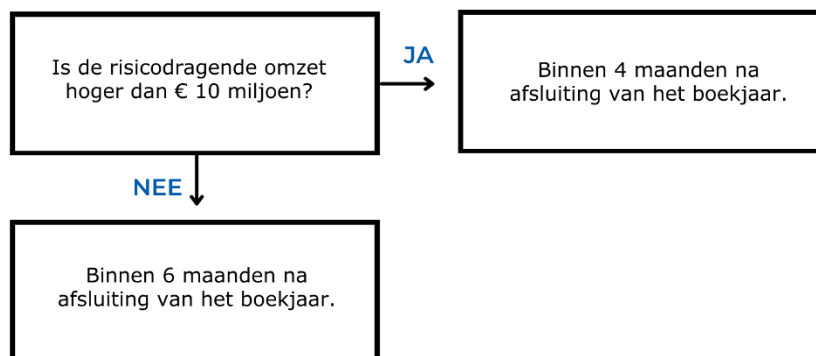 Is de risicodragende omzet
hoger dan € 10 miljoen?
JA
Binnen 4 maanden na
afsluiting van het boekjaar.
NEE
Binnen 6 maanden na
afsluiting van het boekjaar.